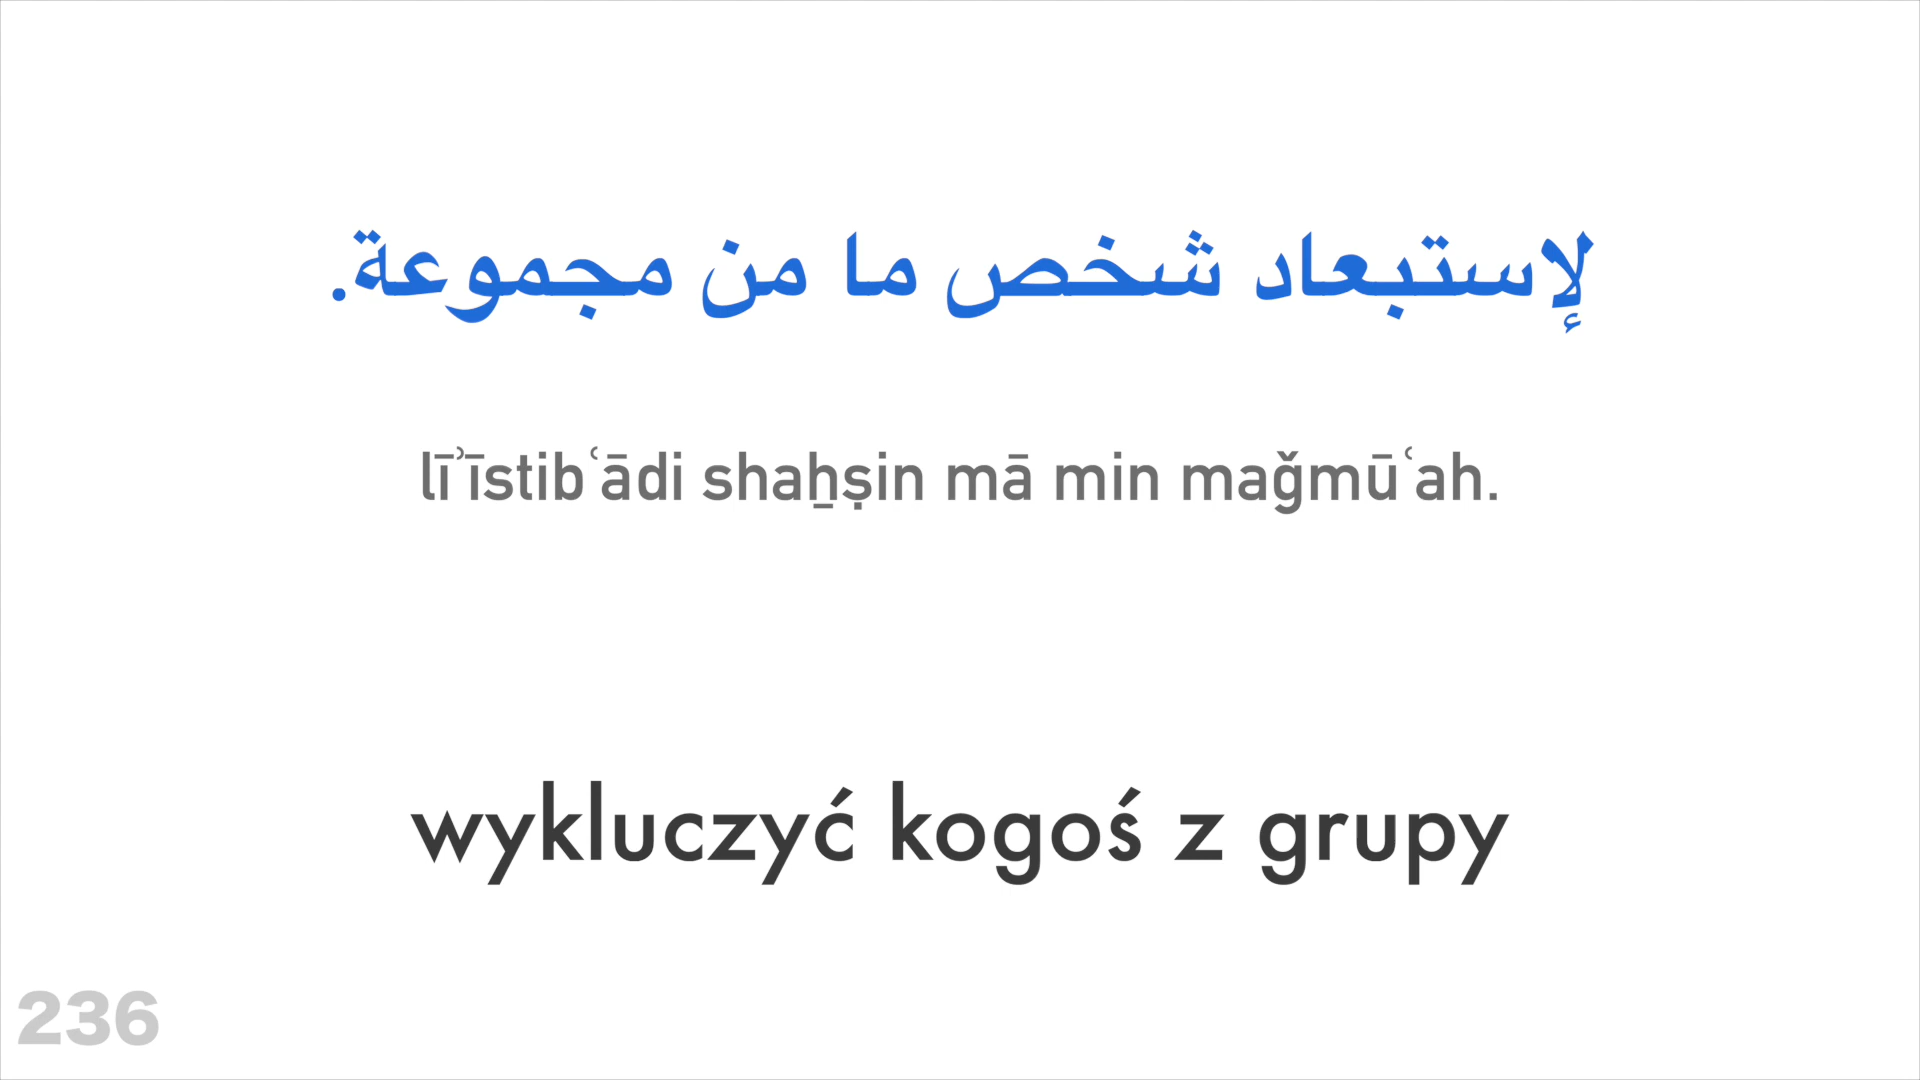 لإستبعاد شخص ما من مجموعة.
līʾīstibʿādi shaẖṣin mā min maǧmūʿah.
wykluczyć kogoś z grupy
236